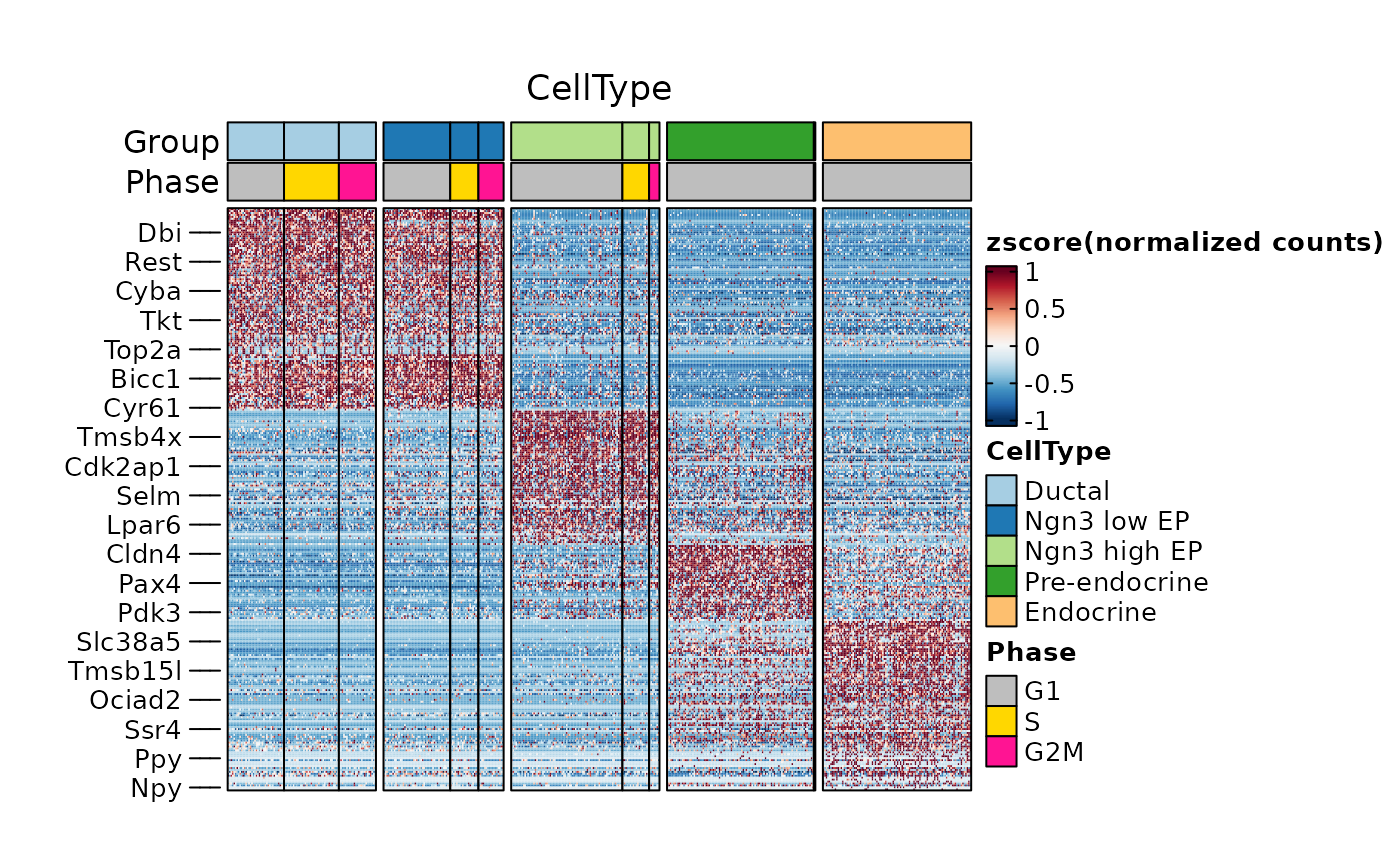 CellType
Group
Phase
Dbi
Rest
Cyba
Tkt
Top2a
Bicc1
Cyr61
Tmsb4x
Cdk2ap1
Selm
Lpar6
Cldn4
Pax4
Pdk3
Slc38a5
Tmsb15l
Ociad2
Ssr4
Ppy
Npy
zscore(normalized counts)
1
0.5
0
-0.5
-1
CellType
Ductal
Ngn3 low EP
Ngn3 high EP
Pre-endocrine
Endocrine
Phase
G1
S
G2M